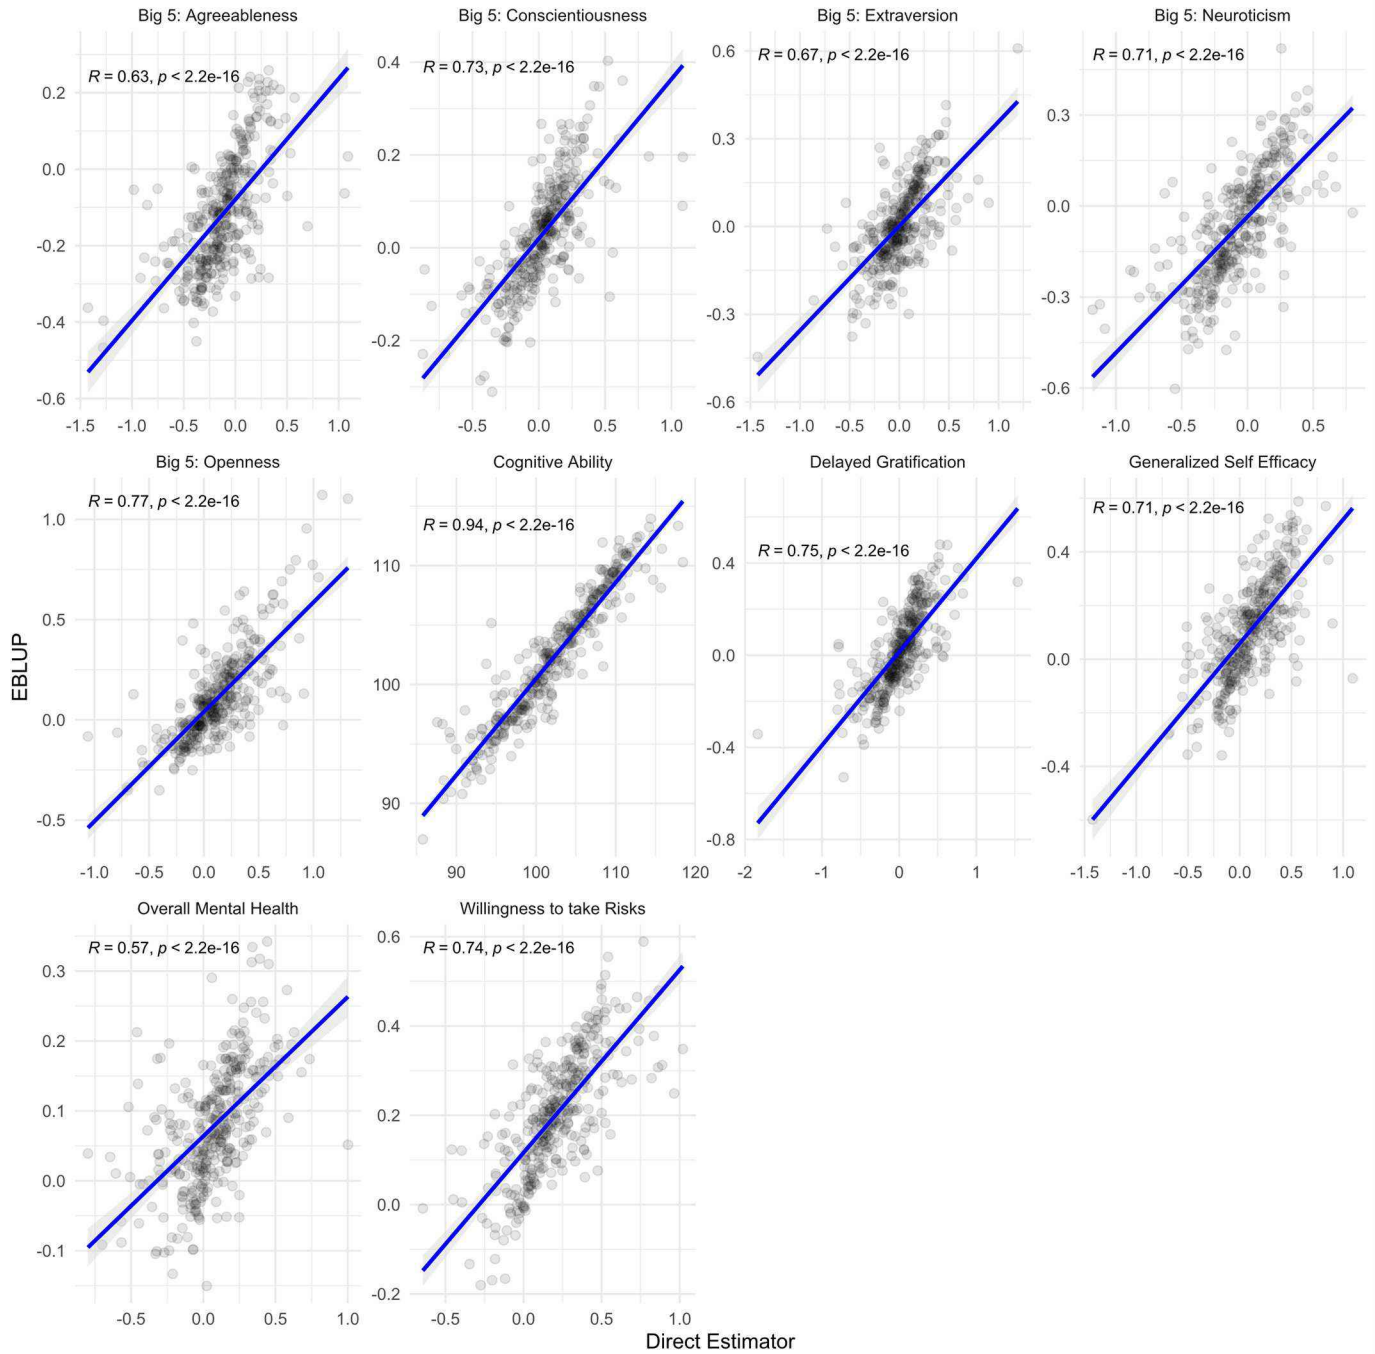 Big 5: Agreeableness
Big 5: Conscientiousness
Big 5: Extraversion
Big 5: Neuroticism
R = 0.63, p < 2.2e-16
R = 0.73, p < 2.2e-16
R = 0.67, p < 2.2e-16
R = 0.71, p < 2.2e-16
0.2
0.0
-0.2
-0.4
-0.6
0.4
0.2
0.0
-0.2
0.6
0.3
0.0
-0.3
-0.6
0.3
0.0
-0.3
-0.6
-1.5 -1.0 -0.5 0.0 0.5 1.0
-0.5 0.0 0.5 1.0
-1.5 -1.0 -0.5 0.0 0.5 1.0
-1.0 -0.5 0.0 0.5
Big 5: Openness
Cognitive Ability
Delayed Gratification
Generalized Self Efficacy
R = 0.77, p < 2.2e-16
R = 0.94, p < 2.2e-16
R = 0.75, p < 2.2e-16
R = 0.71, p < 2.2e-16
EBLUP
1.0
0.5
0.0
-0.5
110
100
90
0.4
0.0
-0.4
-0.8
0.4
0.0
-0.4
-1.0 -0.5 0.0 0.5 1.0
90 100 110 120
-2 -1 0 1
-1.5 -1.0 -0.5 0.0 0.5 1.0
Overall Mental Health
Willingness to take Risks
R = 0.57, p < 2.2e-16
R = 0.74, p < 2.2e-16
0.3
0.2
0.1
0.0
-0.1
0.6
0.4
0.2
0.0
-0.2
-0.5 0.0 0.5 1.0
-0.5 0.0 0.5 1.0
Direct Estimator